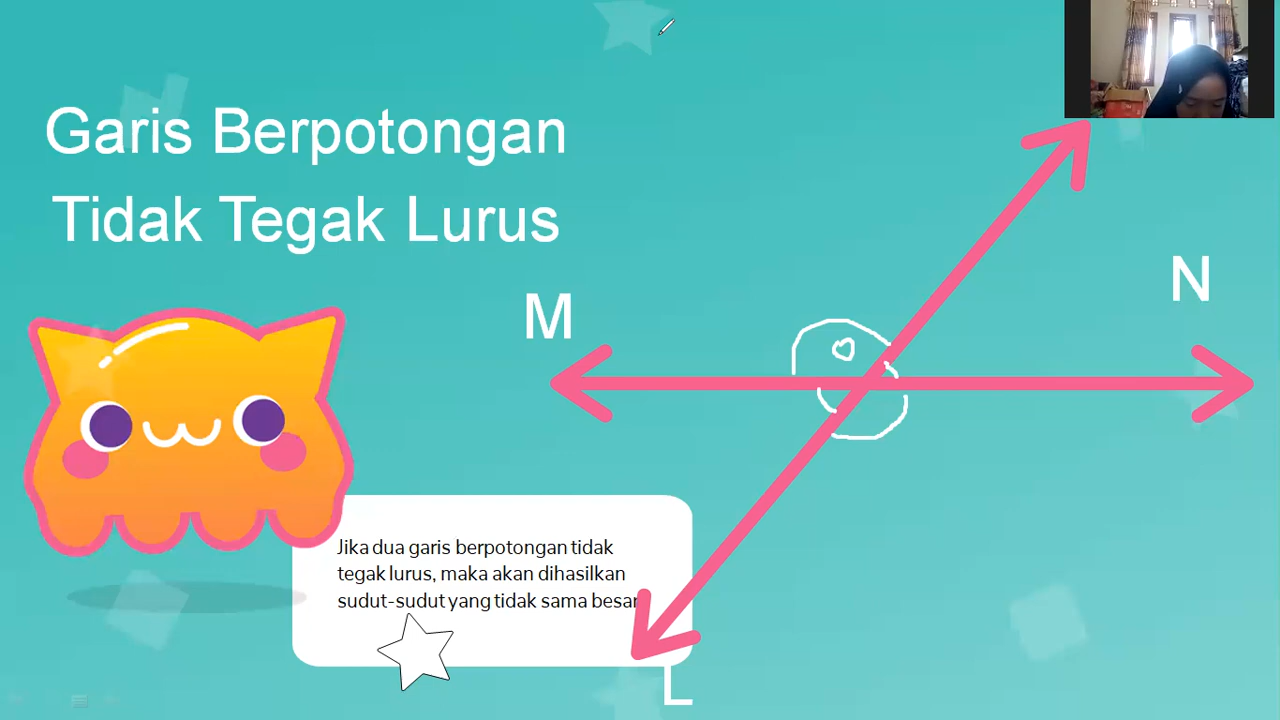 Garis Berpotongan
Tidak Tegak Lurus
M
N
Jika dua garis berpotongan tidak
tegak lurus, maka akan dihasilkan
sudut-sudut yang tidak sama besar
L